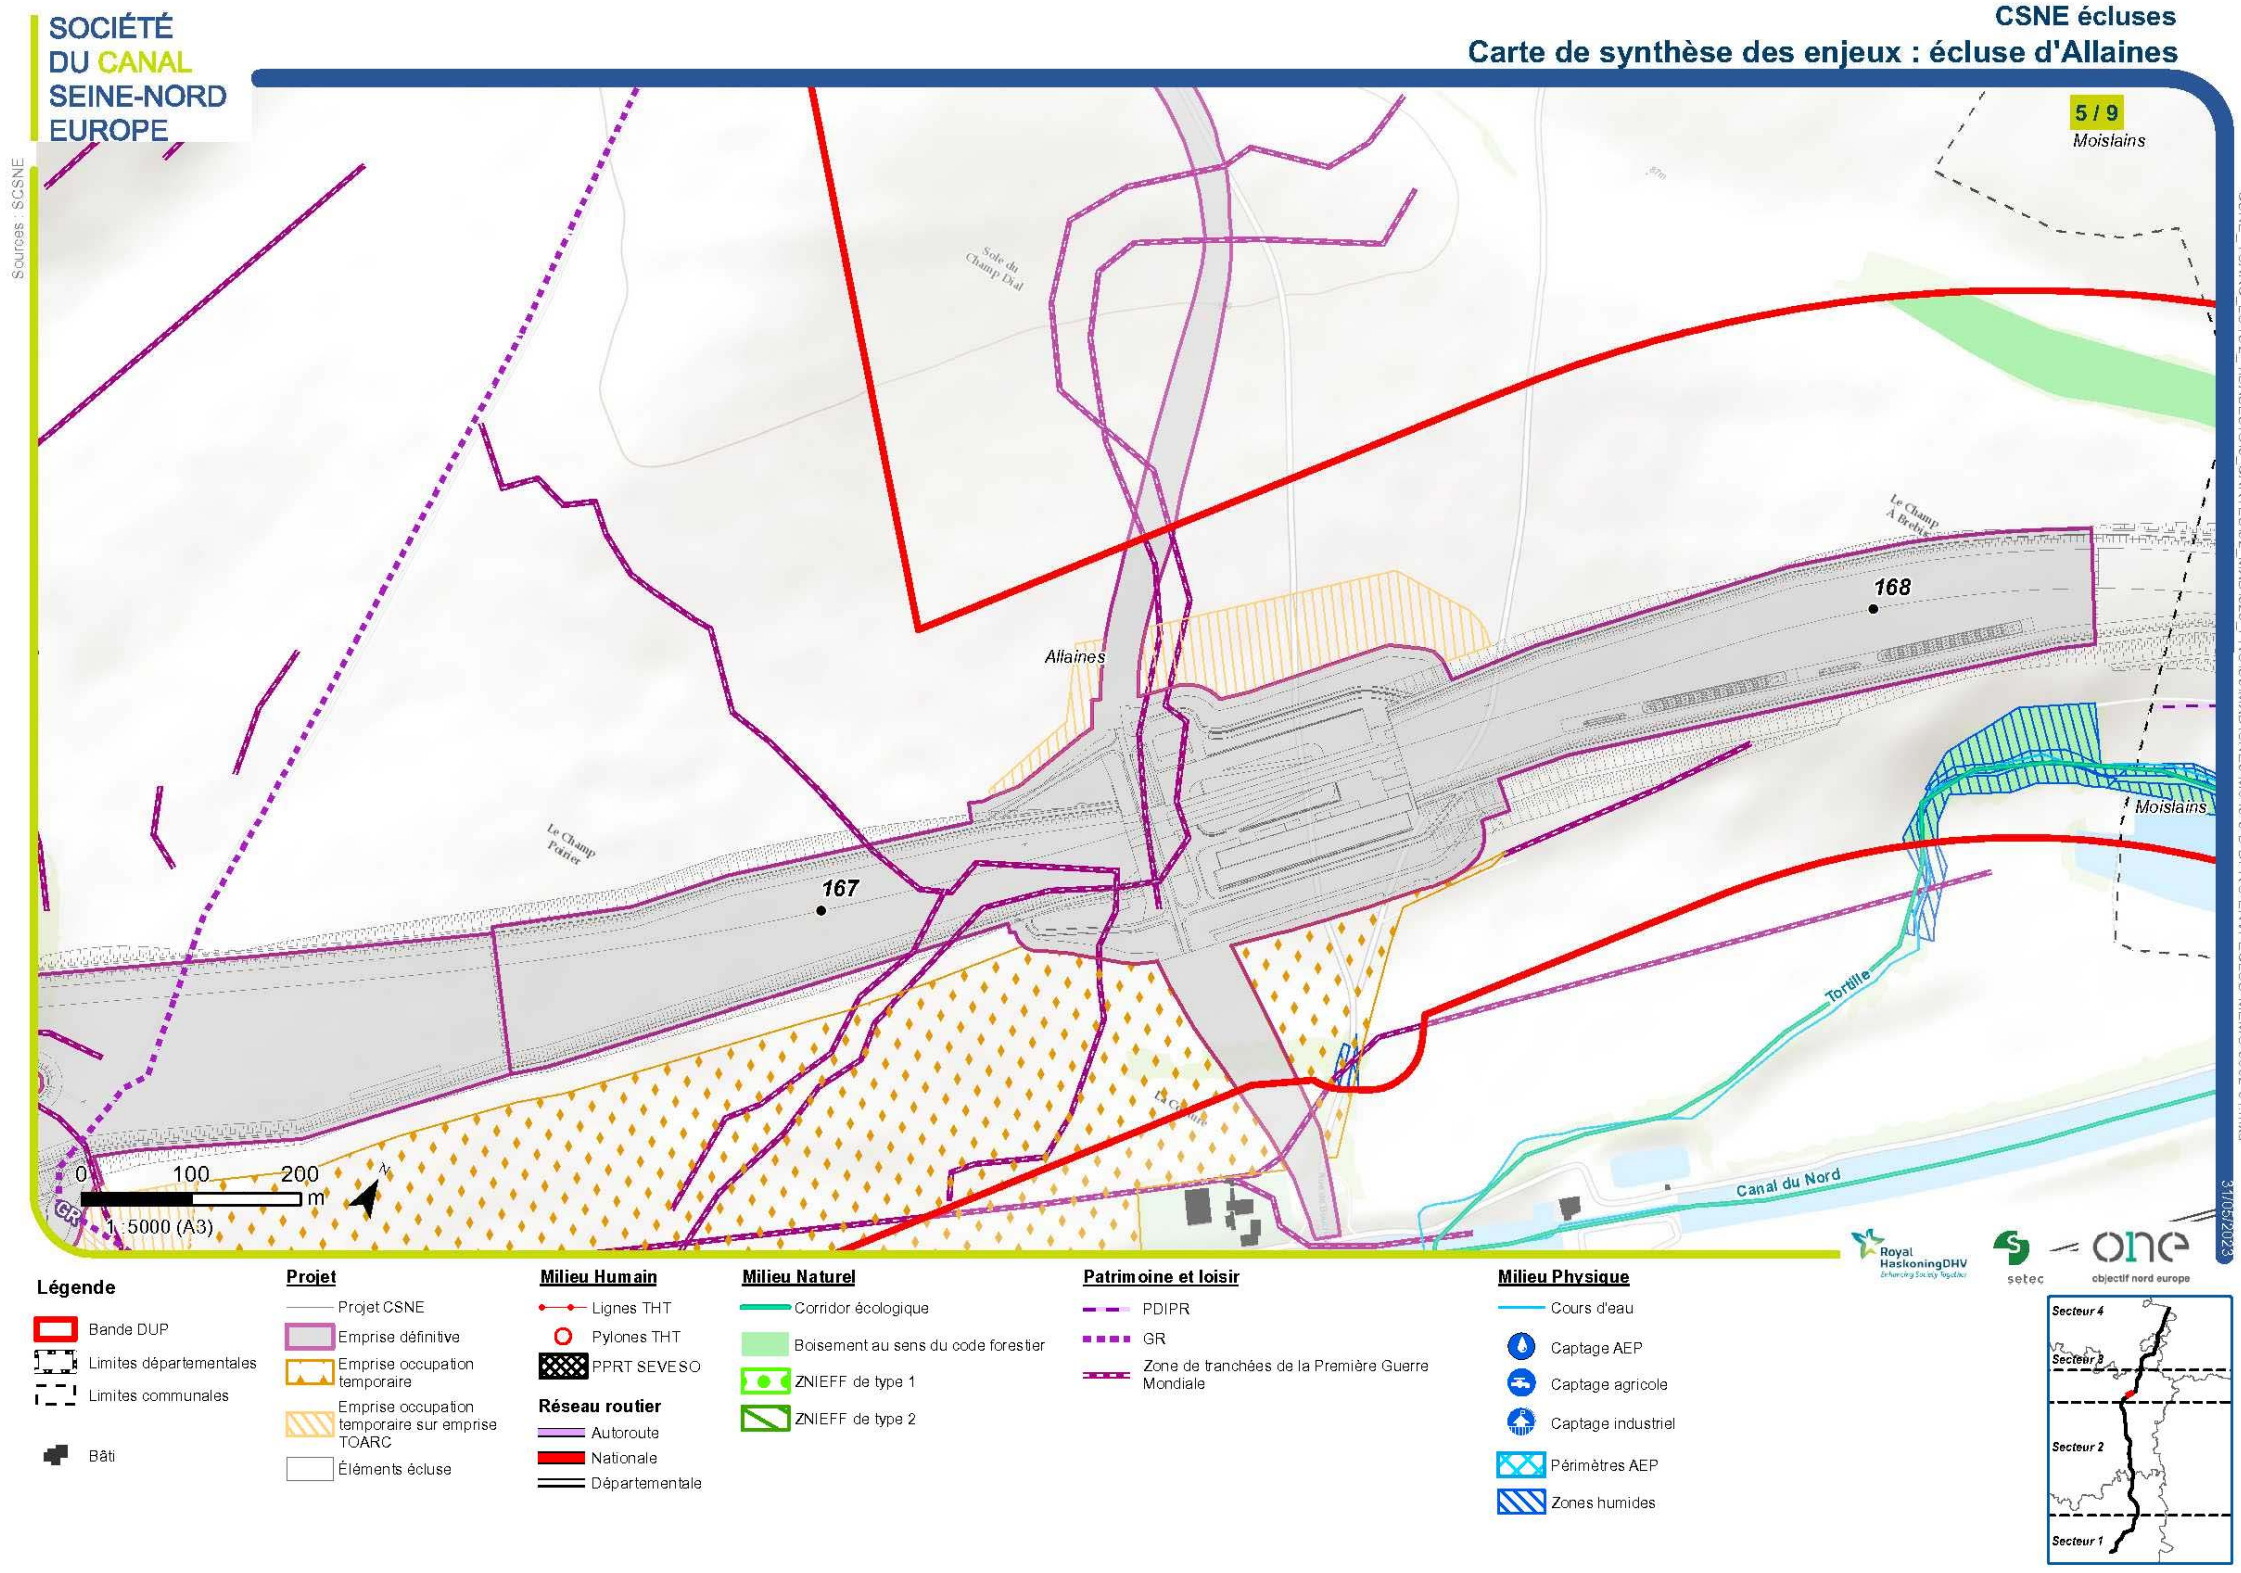 SOCIÉTÉ
DU CANAL
SEINE-NORD
EUROPE
CSNE écluses
Carte de synthèse des enjeux : écluse d'Allaines
5 / 9
Moislains
Sources : SCSNE
87m
Sole du
Champ Dial
Le Champ
À Brebis
168
Allaines
Le Champ
Poirier
167
Moislains
Tortille
Canal du Nord
0 100 200
m
N
1 :5000 (A3)
GR
31/05/2023
Royal
HaskoningDHV
Enhancing Society Together
setec
one
objectif nord europe
Légende
Bande DUP
Limites départementales
Limites communales
Bâti
Projet
Projet CSNE
Emprise définitive
Emprise occupation
temporaire
Emprise occupation
temporaire sur emprise
TOARC
Éléments écluse
Milieu Humain
Lignes THT
Pylones THT
PPRT SEVESO
Réseau routier
Autoroute
Nationale
Départementale
Milieu Naturel
Corridor écologique
Boisement au sens du code forestier
ZNIEFF de type 1
ZNIEFF de type 2
Patrimoine et loisir
PDIPR
GR
Zone de tranchées de la Première Guerre
Mondiale
Milieu Physique
Cours d'eau
Captage AEP
Captage agricole
Captage industriel
Périmètres AEP
Zones humides
Secteur 4
Secteur 3
Secteur 2
Secteur 1